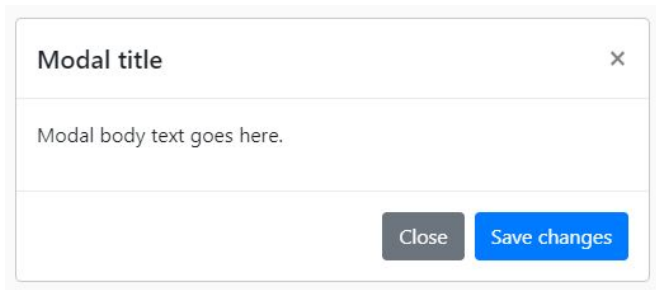 Modal title ×
Modal body text goes here.
Close Save changes